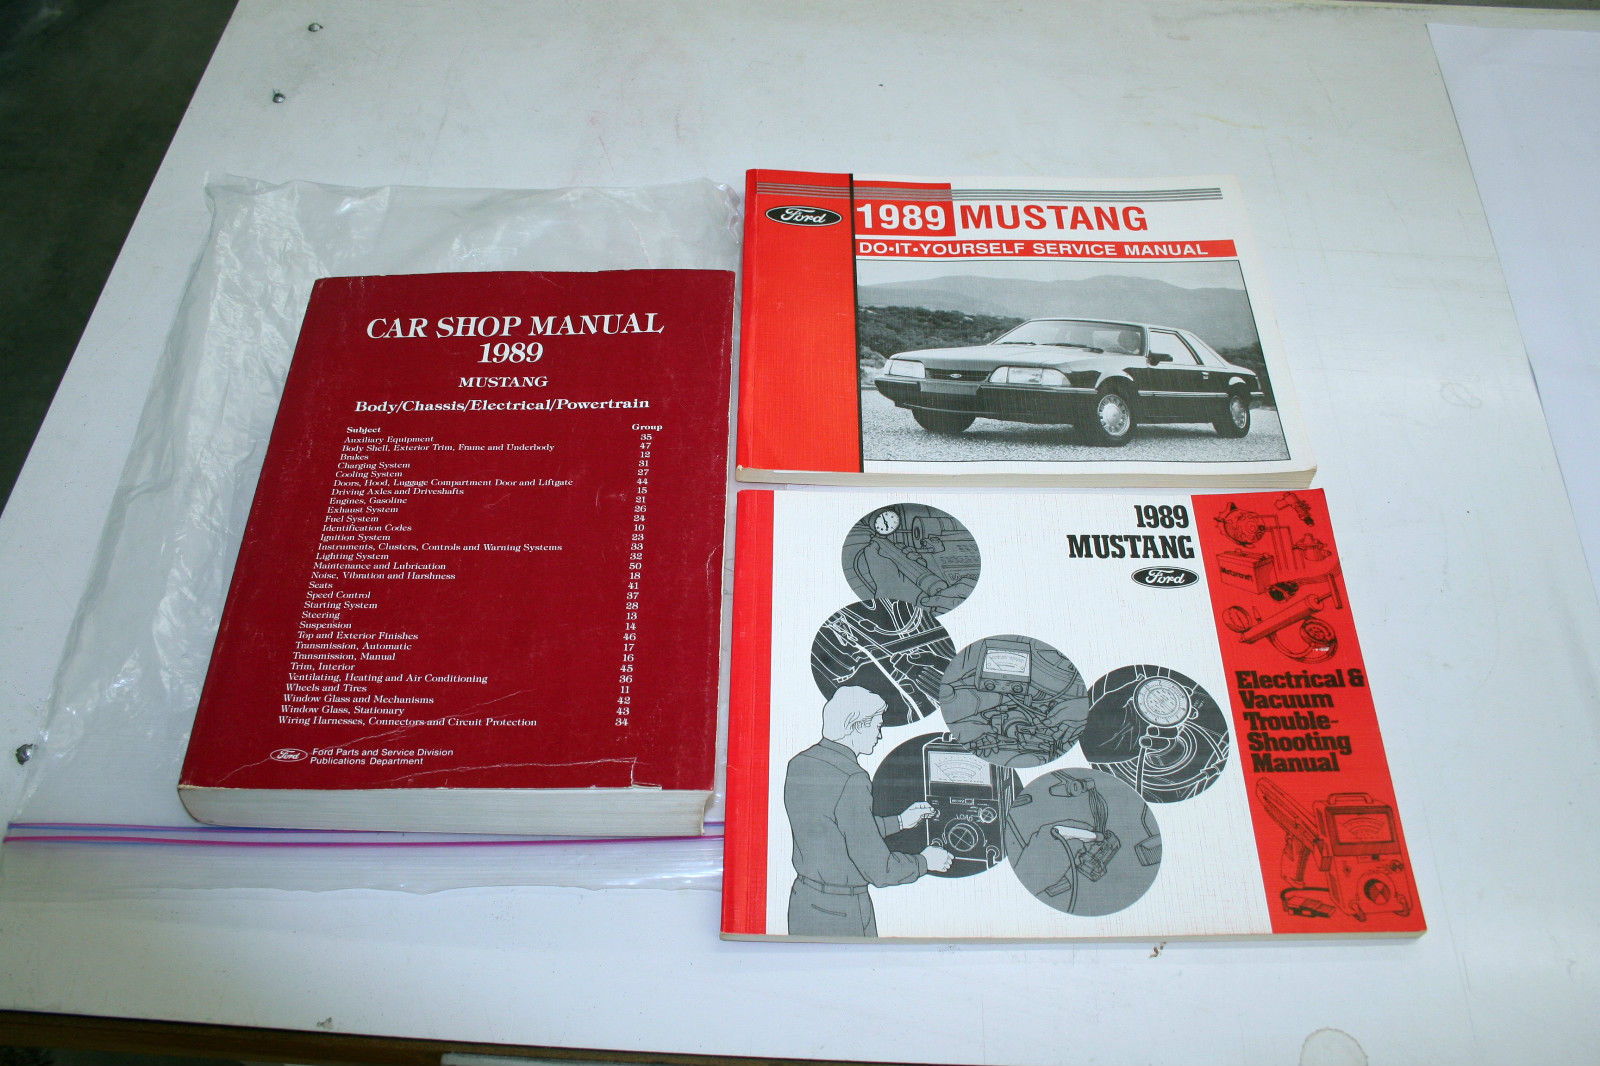 CAR SHOP MANUAL
1989
MUSTANG
Body/Chassis/Electrical/Powertrain
Subject Group
Auxiliary Equipment 35
Body Shell, Exterior Trim, Frame and Underbody 47
Brakes 12
Charging System 31
Cooling System 27
Doors, Hood, Luggage Compartment Door and Liftgate 44
Driving Axles and Driveshafts 15
Engines, Gasoline 21
Exhaust System 26
Fuel System 24
Identification Codes 10
Ignition System 23
Instruments, Clusters, Controls and Warning Systems 33
Lighting System 32
Maintenance and Lubrication 50
Noise, Vibration and Harshness 18
Seats 41
Speed Control 37
Starting System 28
Steering 13
Suspension 14
Top and Exterior Finishes 46
Transmission, Automatic 17
Transmission, Manual 16
Trim, Interior 45
Ventilating, Heating and Air Conditioning 36
Wheels and Tires 11
Window Glass and Mechanisms 42
Window Glass, Stationary 43
Wiring Harnesses, Connectors and Circuit Protection 34
Ford Ford Parts and Service Division
Publications Department
Ford
1989 MUSTANG
DO•IT•YOURSELF SERVICE MANUAL
1989
MUSTANG
Ford
Electrical &
Vacuum
Trouble-
Shooting
Manual
LOAD